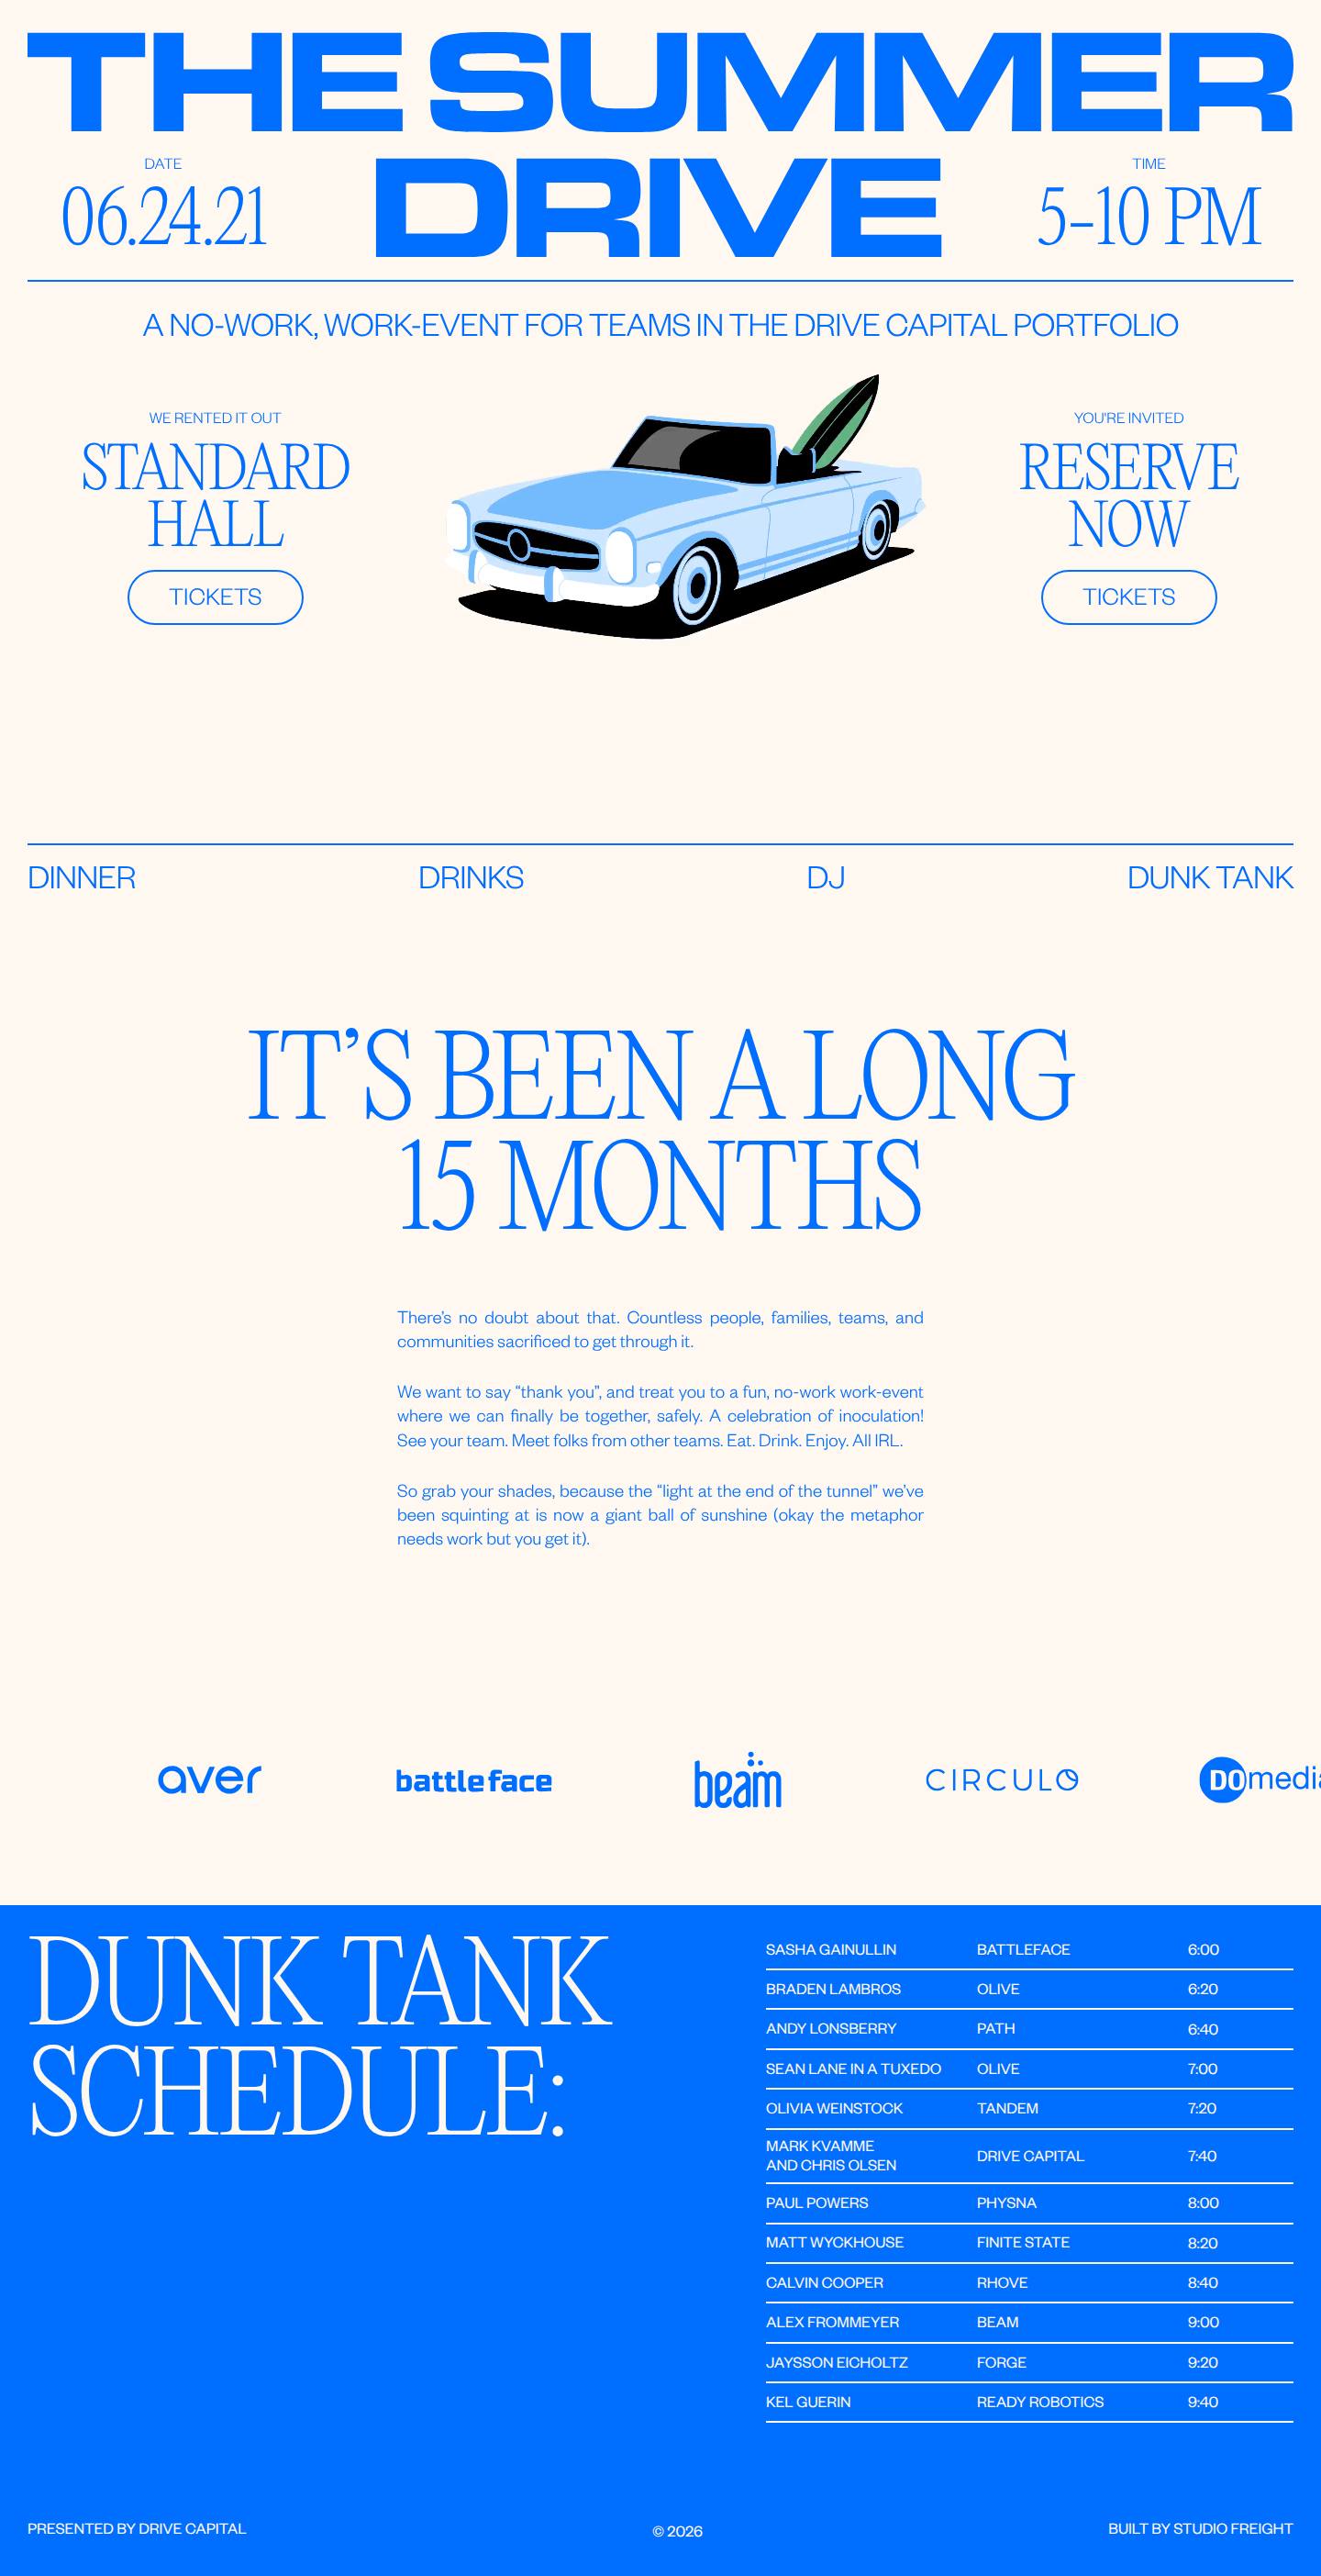 THE SUMMER
DATE
06.24.21
DRIVE
TIME
5-10 PM
A NO-WORK, WORK-EVENT FOR TEAMS IN THE DRIVE CAPITAL PORTFOLIO
WE RENTED IT OUT
STANDARD
HALL
TICKETS
YOU'RE INVITED
RESERVE
NOW
TICKETS
DINNER
DRINKS
DJ
DUNK TANK
IT’S BEEN A LONG
15 MONTHS
There’s no doubt about that. Countless people, families, teams, and
communities sacrificed to get through it.
We want to say “thank you”, and treat you to a fun, no-work work-event
where we can finally be together, safely. A celebration of inoculation!
See your team. Meet folks from other teams. Eat. Drink. Enjoy. All IRL.
So grab your shades, because the “light at the end of the tunnel” we’ve
been squinting at is now a giant ball of sunshine (okay the metaphor
needs work but you get it).
aver
battleface
beam
CIRCULO
DOmedia
DUNK TANK
SCHEDULE:
SASHA GAINULLIN BATTLEFACE 6:00
BRADEN LAMBROS OLIVE 6:20
ANDY LONSBERRY PATH 6:40
SEAN LANE IN A TUXEDO OLIVE 7:00
OLIVIA WEINSTOCK TANDEM 7:20
MARK KVAMME
AND CHRIS OLSEN DRIVE CAPITAL 7:40
PAUL POWERS PHYSNA 8:00
MATT WYCKHOUSE FINITE STATE 8:20
CALVIN COOPER RHOVE 8:40
ALEX FROMMEYER BEAM 9:00
JAYSSON EICHOLTZ FORGE 9:20
KEL GUERIN READY ROBOTICS 9:40
PRESENTED BY DRIVE CAPITAL
© 2026
BUILT BY STUDIO FREIGHT